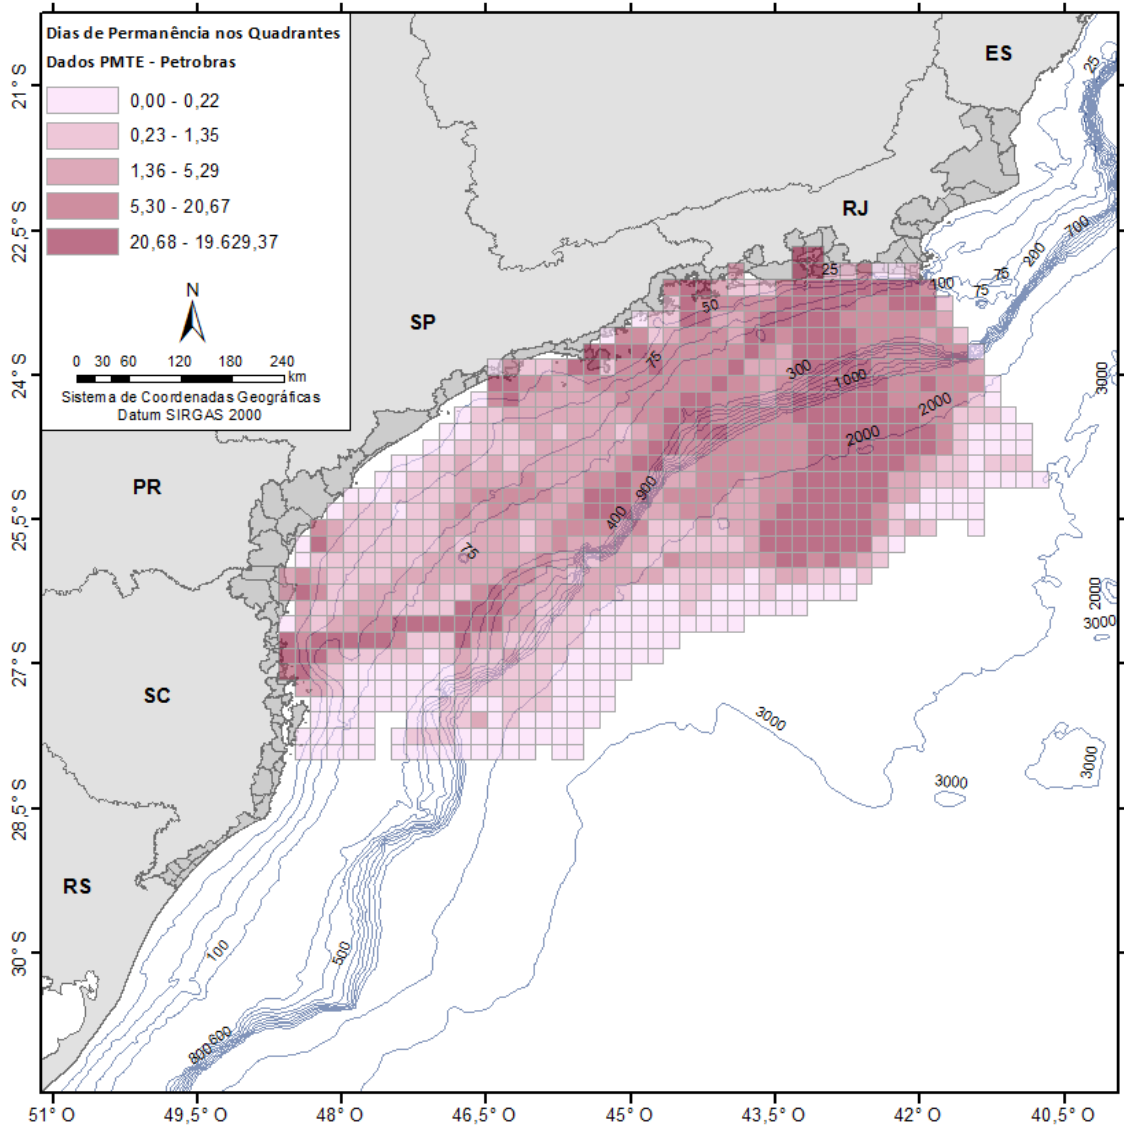 Dias de Permanência nos Quadrantes
Dados PMTE - Petrobras
0,00 - 0,22
0,23 - 1,35
1,36 - 5,29
5,30 - 20,67
20,68 - 19.629,37
N
0 30 60 120 180 240
km
Sistema de Coordenadas Geográficas
Datum SIRGAS 2000
ES
RJ
SP
PR
SC
RS
25
700
200
75
75
100
25
50
75
300
1000
2000
2000
3000
900
400
75
2000
3000
3000
3000
3000
100
500
600
800
21° S
22,5° S
24° S
25,5° S
27° S
28,5° S
30° S
51° O
49,5° O
48° O
46,5° O
45° O
43,5° O
42° O
40,5° O